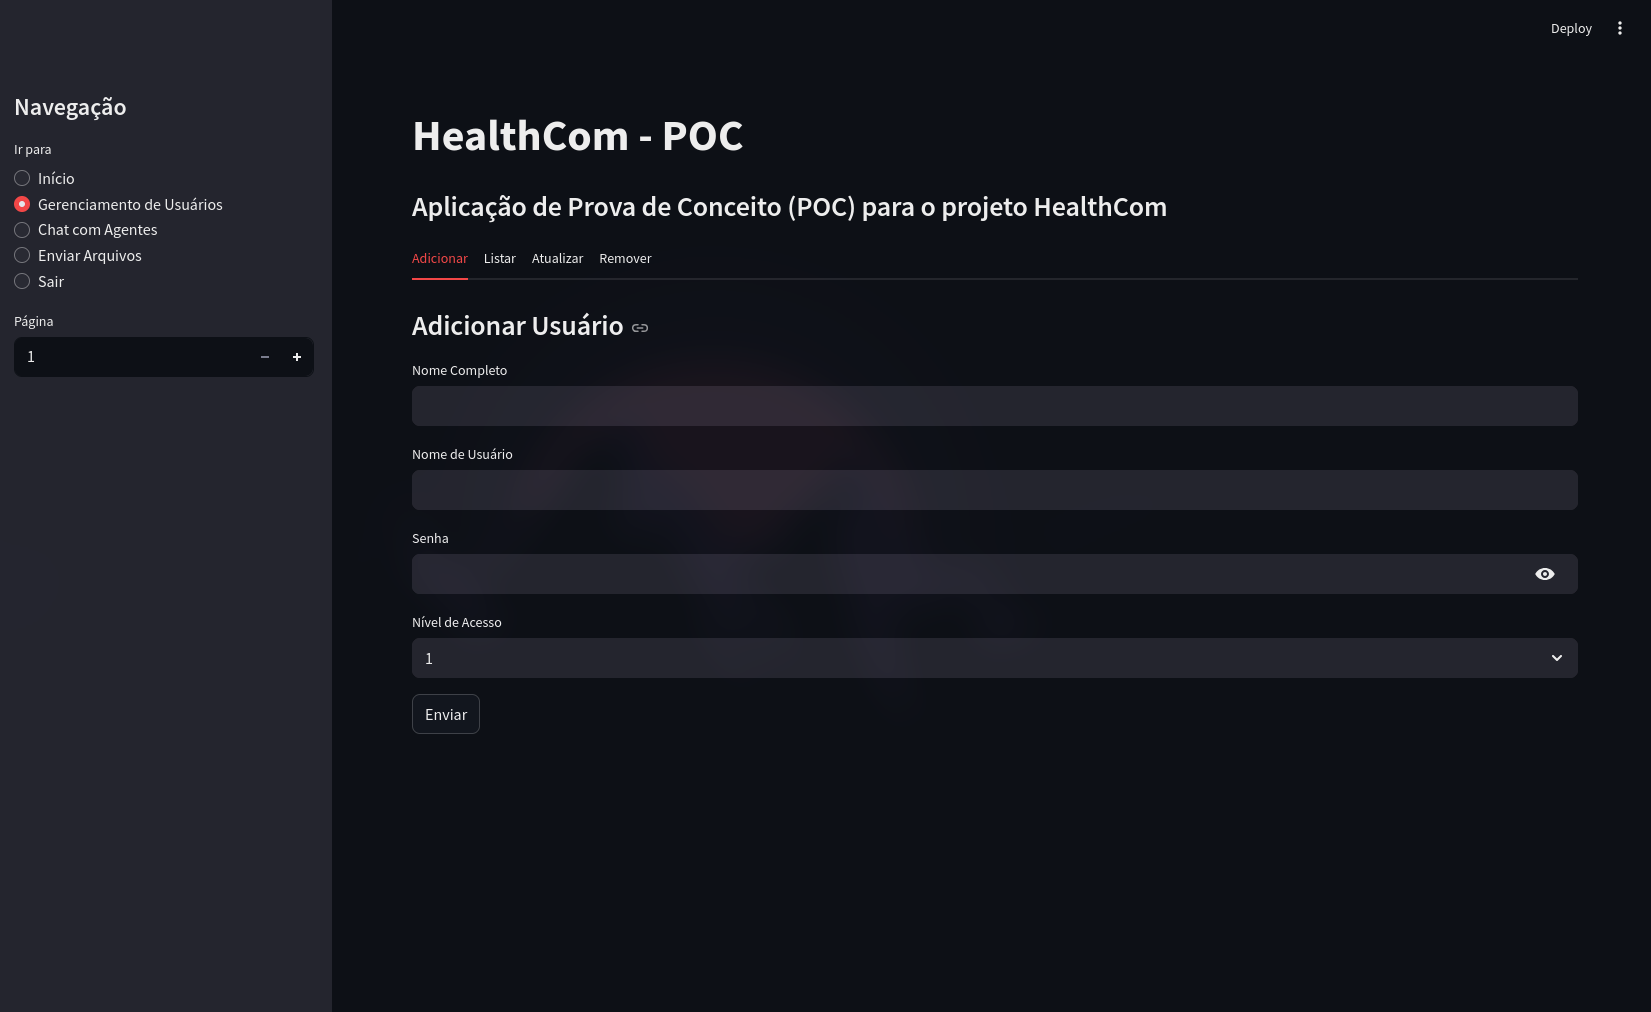 Deploy
Navegação
Ir para
Início
Gerenciamento de Usuários
Chat com Agentes
Enviar Arquivos
Sair
Página
1
HealthCom - POC
Aplicação de Prova de Conceito (POC) para o projeto HealthCom
Adicionar Listar Atualizar Remover
Adicionar Usuário
Nome Completo
Nome de Usuário
Senha
Nível de Acesso
1
Enviar